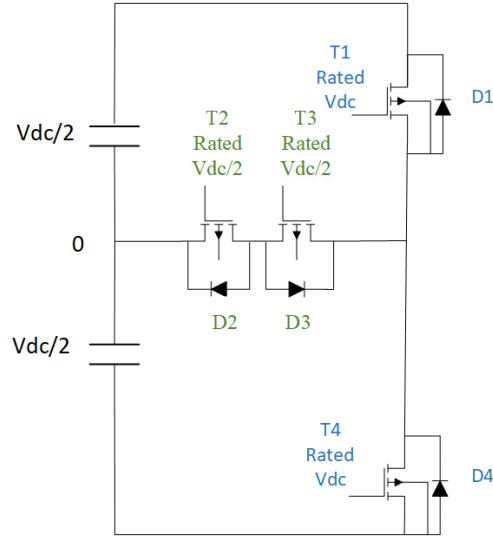 T1
Rated
Vdc
D1
Vdc/2
T2
Rated
Vdc/2
T3
Rated
Vdc/2
0
D2
D3
Vdc/2
T4
Rated
Vdc
D4